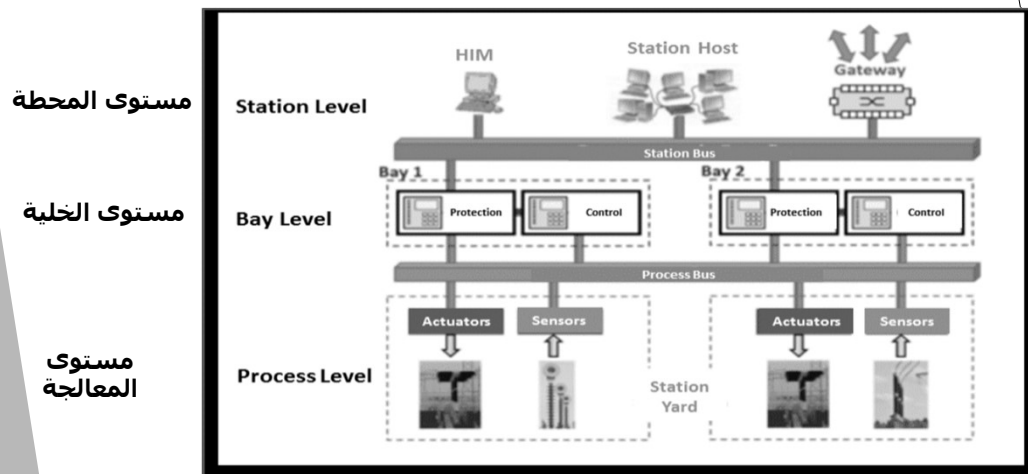 HIM
Station Host
Gateway
مستوى المحطة
Station Level
Station Bus
Bay 1
Bay 2
مستوى الخلية
Bay Level
Protection
Control
Protection
Control
Process Bus
Actuators
Sensors
Actuators
Sensors
مستوى
المعالجة
Process Level
Station
Yard